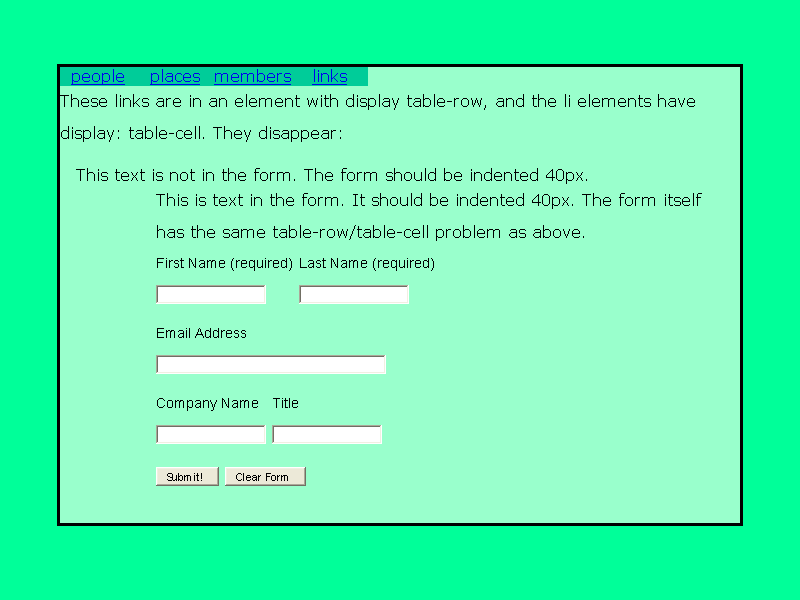 people places members links
These links are in an element with display table-row, and the li elements have
display: table-cell. They disappear:
This text is not in the form. The form should be indented 40px.
This is text in the form. It should be indented 40px. The form itself
has the same table-row/table-cell problem as above.
First Name (required) Last Name (required)
Email Address
Company Name Title
Submit! Clear Form